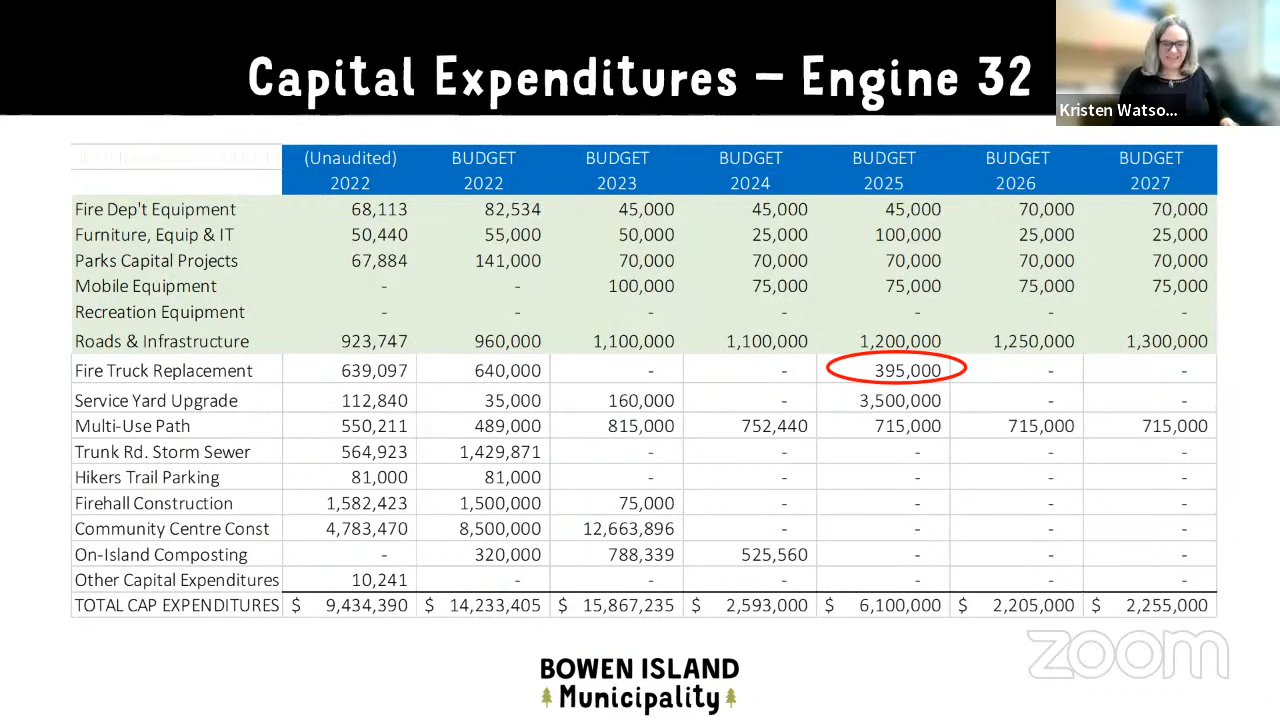 Capital Expenditures – Engine 32
Kristen Watso...
(Unaudited) BUDGET BUDGET BUDGET BUDGET BUDGET BUDGET
2022 2022 2023 2024 2025 2026 2027
Fire Dep't Equipment 68,113 82,534 45,000 45,000 45,000 70,000 70,000
Furniture, Equip & IT 50,440 55,000 50,000 25,000 100,000 25,000 25,000
Parks Capital Projects 67,884 141,000 70,000 70,000 70,000 70,000 70,000
Mobile Equipment - - 100,000 75,000 75,000 75,000 75,000
Recreation Equipment - - - - - - -
Roads & Infrastructure 923,747 960,000 1,100,000 1,100,000 1,200,000 1,250,000 1,300,000
Fire Truck Replacement 639,097 640,000 - - 395,000 - -
Service Yard Upgrade 112,840 35,000 160,000 - 3,500,000 - -
Multi-Use Path 550,211 489,000 815,000 752,440 715,000 715,000 715,000
Trunk Rd. Storm Sewer 564,923 1,429,871 - - - - -
Hikers Trail Parking 81,000 81,000 - - - - -
Firehall Construction 1,582,423 1,500,000 75,000 - - - -
Community Centre Const 4,783,470 8,500,000 12,663,896 - - - -
On-Island Composting - 320,000 788,339 525,560 - - -
Other Capital Expenditures 10,241 - - - - - -
TOTAL CAP EXPENDITURES $ 9,434,390 $ 14,233,405 $ 15,867,235 $ 2,593,000 $ 6,100,000 $ 2,205,000 $ 2,255,000
zoom
BOWEN ISLAND
Municipality